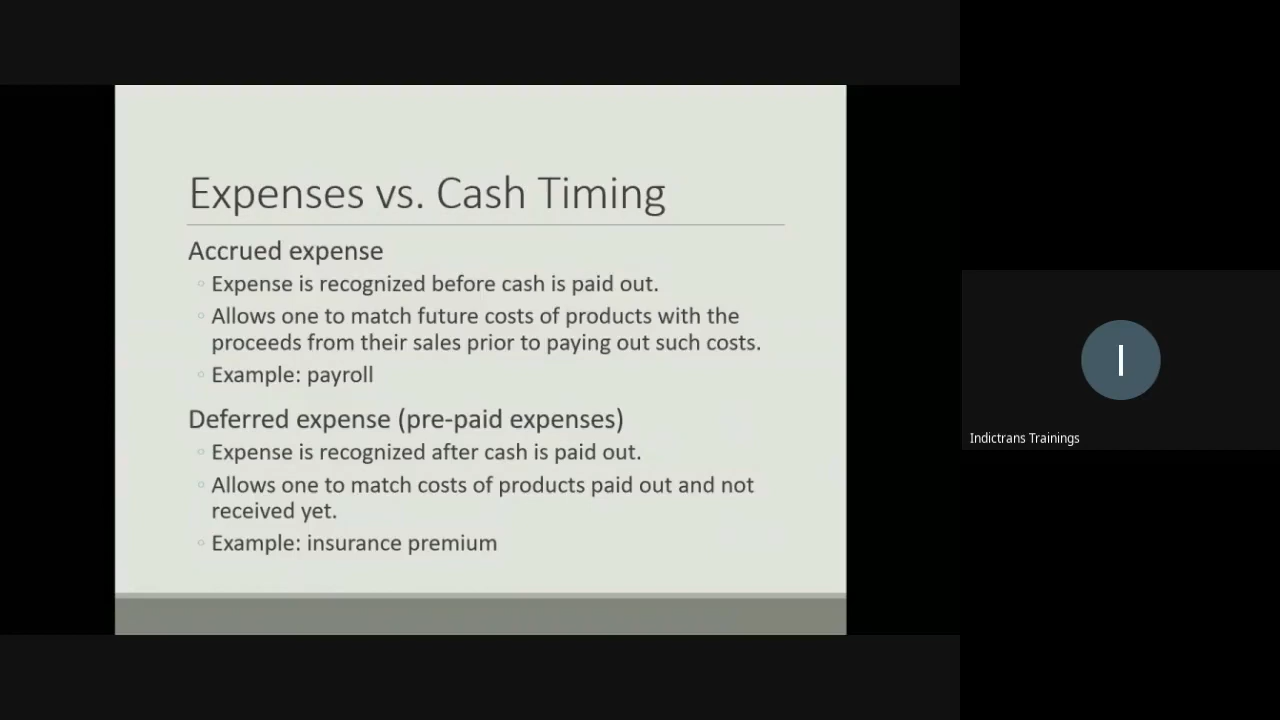 Expenses vs. Cash Timing
Accrued expense
◦ Expense is recognized before cash is paid out.
◦ Allows one to match future costs of products with the
proceeds from their sales prior to paying out such costs.
◦ Example: payroll
Deferred expense (pre-paid expenses)
◦ Expense is recognized after cash is paid out.
◦ Allows one to match costs of products paid out and not
received yet.
◦ Example: insurance premium
I
Indictrans Trainings